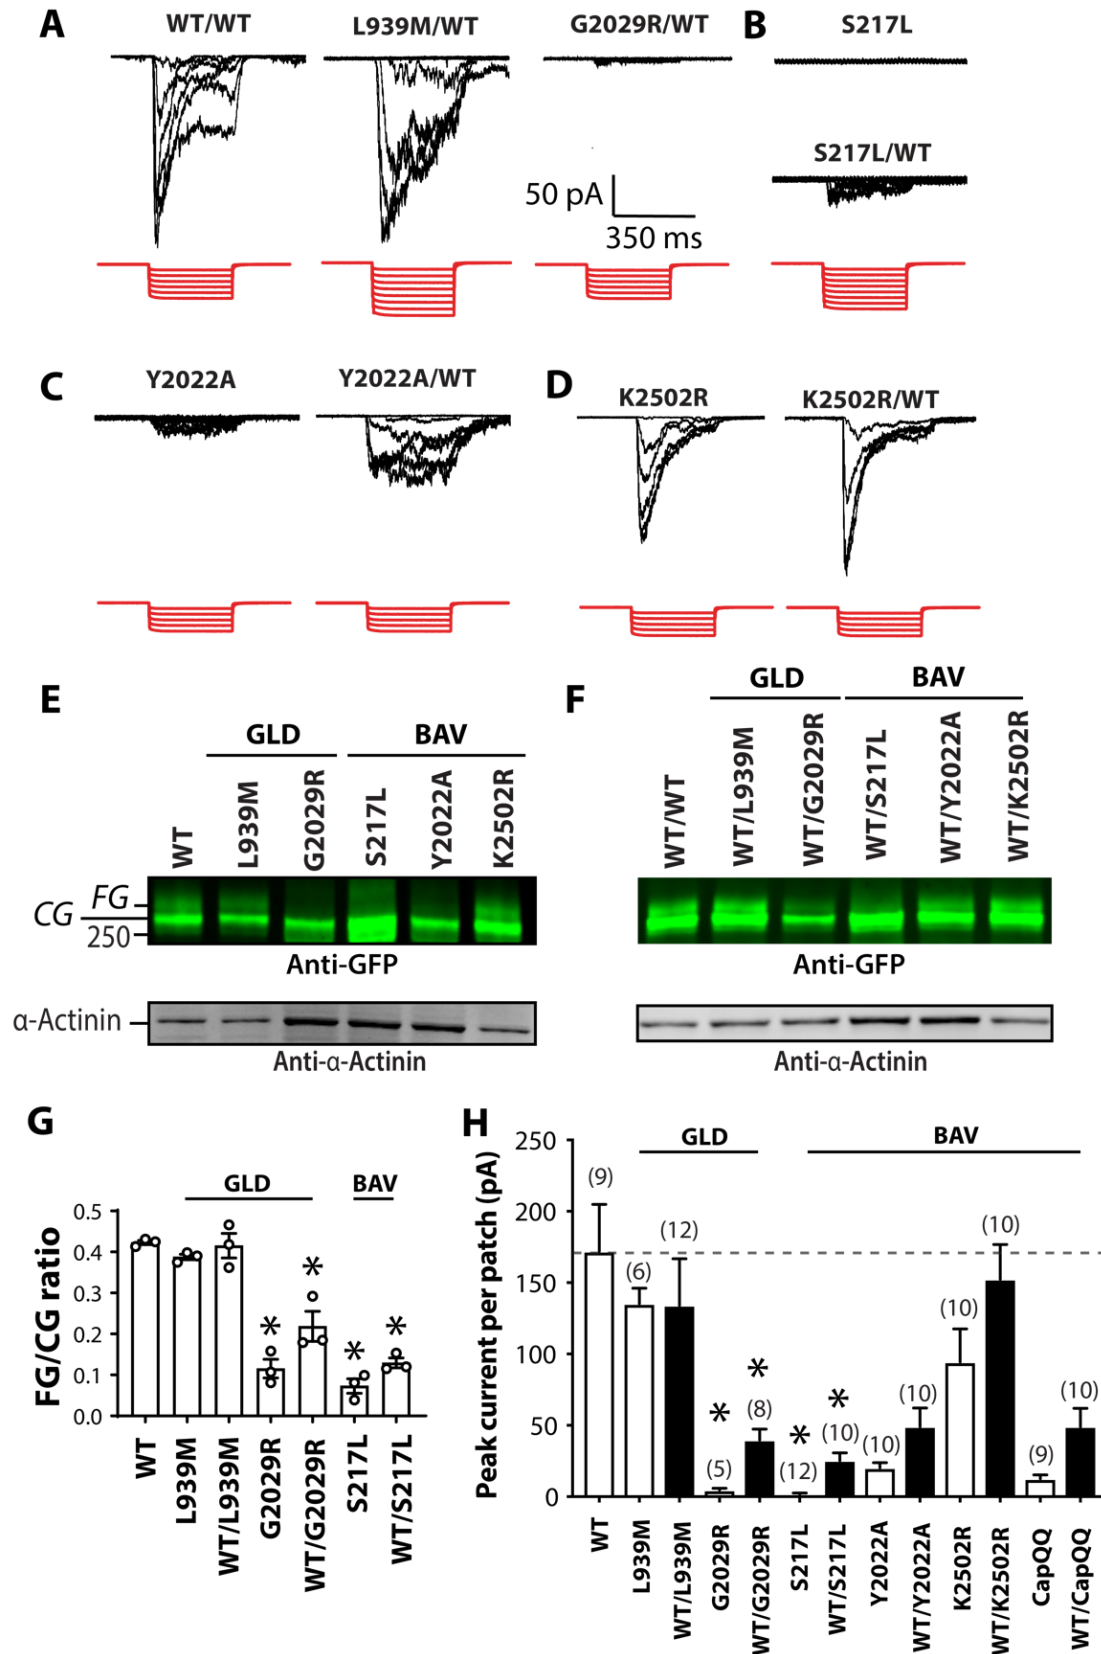 A
WT/WT
L939M/WT
G2029R/WT
B
S217L
S217L/WT
50 pA
350 ms
C
Y2022A
Y2022A/WT
D
K2502R
K2502R/WT
E
GLD
BAV
WT
L939M
G2029R
S217L
Y2022A
K2502R
FG
CG
250
Anti-GFP
α-Actinin
Anti-α-Actinin
F
GLD
BAV
WT/WT
WT/L939M
WT/G2029R
WT/S217L
WT/Y2022A
WT/K2502R
Anti-GFP
Anti-α-Actinin
G
GLD
BAV
FG/CG ratio
0.5
0.4
0.3
0.2
0.1
0.0
* * * *
WT
L939M
WT/L939M
G2029R
WT/G2029R
S217L
WT/S217L
H
GLD
BAV
Peak current per patch (pA)
250
200
150
100
50
0
(9)
(6)
(12)
(5)
(8)
(12)
(10)
(10)
(10)
(10)
(10)
(9)
(10)
* * * *
WT
L939M
WT/L939M
G2029R
WT/G2029R
S217L
WT/S217L
Y2022A
WT/Y2022A
K2502R
WT/K2502R
CapQQ
WT/CapQQ